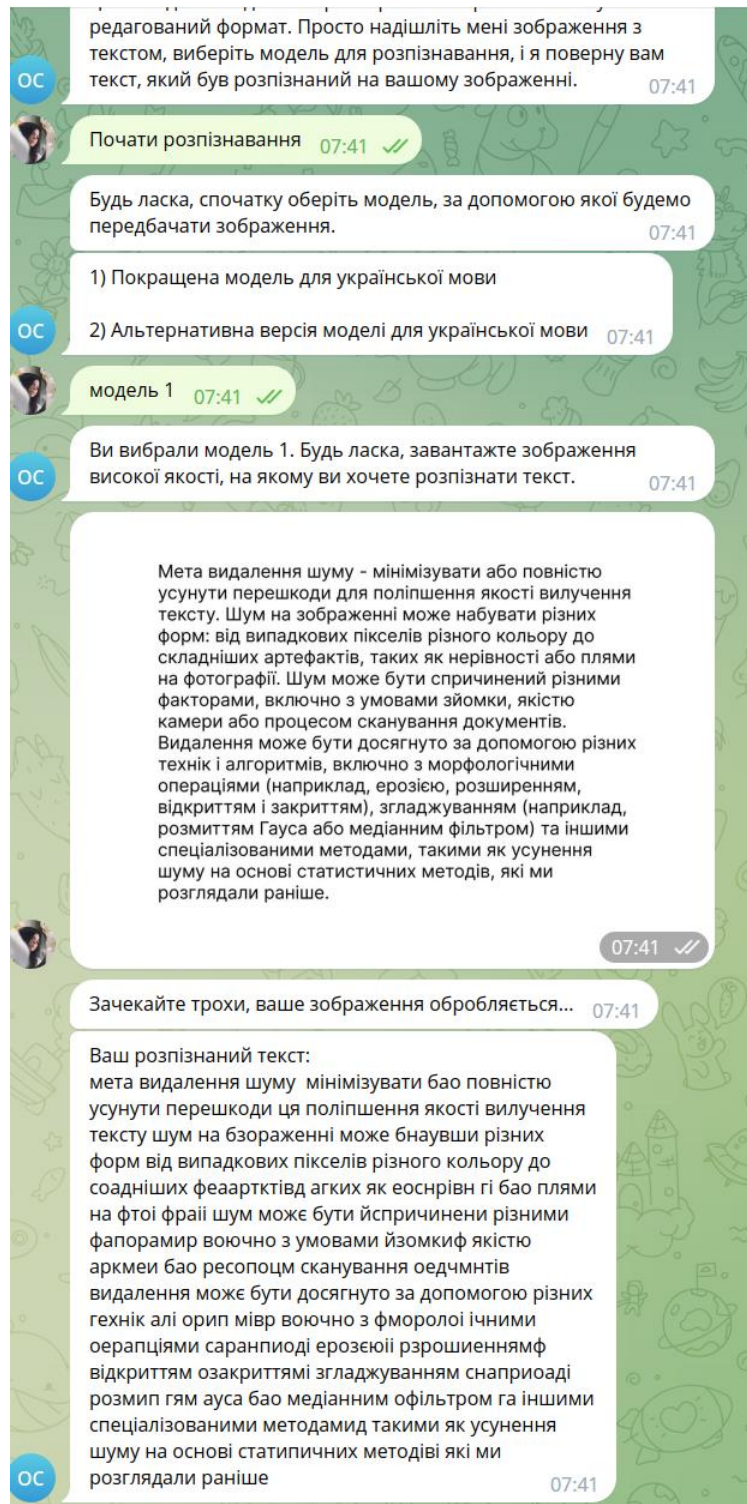 редагований формат. Просто надішліть мені зображення з
текстом, виберіть модель для розпізнавання, і я поверну вам
текст, який був розпізнаний на вашому зображенні.
07:41
ОС
Почати розпізнавання 07:41
Будь ласка, спочатку оберіть модель, за допомогою якої будемо
передбачати зображення.
07:41
1) Покращена модель для української мови
2) Альтернативна версія моделі для української мови 07:41
ОС
модель 1 07:41
Ви вибрали модель 1. Будь ласка, завантажте зображення
високої якості, на якому ви хочете розпізнати текст.
07:41
ОС
Мета видалення шуму - мінімізувати або повністю
усунути перешкоди для поліпшення якості вилучення
тексту. Шум на зображенні може набувати різних
форм: від випадкових пікселів різного кольору до
складніших артефактів, таких як нерівності або плями
на фотографії. Шум може бути спричинений різними
факторами, включно з умовами зйомки, якістю
камери або процесом сканування документів.
Видалення може бути досягнуто за допомогою різних
технік і алгоритмів, включно з морфологічними
операціями (наприклад, ерозією, розширенням,
відкриттям і закриттям), згладжуванням (наприклад,
розмиттям Гауса або медіанним фільтром) та іншими
спеціалізованими методами, такими як усунення
шуму на основі статистичних методів, які ми
розглядали раніше.
07:41
Зачекайте трохи, ваше зображення обробляється... 07:41
Ваш розпізнаний текст:
мета видалення шуму  мінімізувати бао повністю
усунути перешкоди ця поліпшення якості вилучення
тексту шум на бзораженні може бнаувши різних
форм від випадкових пікселів різного кольору до
соадніших феаартктівд агких як еоснрівн гі бао плями
на фтоі фраіі шум можє бути йспричинени різними
фапорамир воючно з умовами йзомкиф якістю
аркмеи бао ресопоцм сканування оедчмнтів
видалення можє бути досягнуто за допомогою різних
гехнік алі орип мівр воючно з фморолоі ічними
оерапціями саранпиоді ерозєюіі рзрошиеннямф
відкриттям озакриттямі згладжуванням снаприоаді
розмип гям ауса бао медіанним офільтром га іншими
спеціалізованими методамид такими як усунення
шуму на основі статипичних методіві які ми
розглядали раніше
07:41
ОС